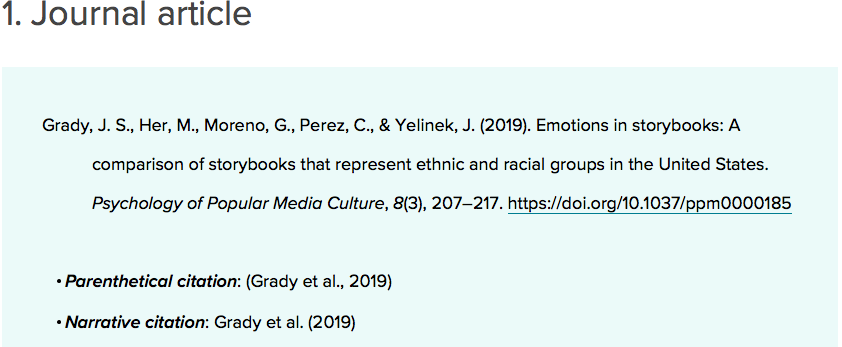 1. Journal article
Grady, J. S., Her, M., Moreno, G., Perez, C., & Yelinek, J. (2019). Emotions in storybooks: A
comparison of storybooks that represent ethnic and racial groups in the United States.
Psychology of Popular Media Culture, 8(3), 207–217. https://doi.org/10.1037/ppm0000185
• Parenthetical citation: (Grady et al., 2019)
• Narrative citation: Grady et al. (2019)